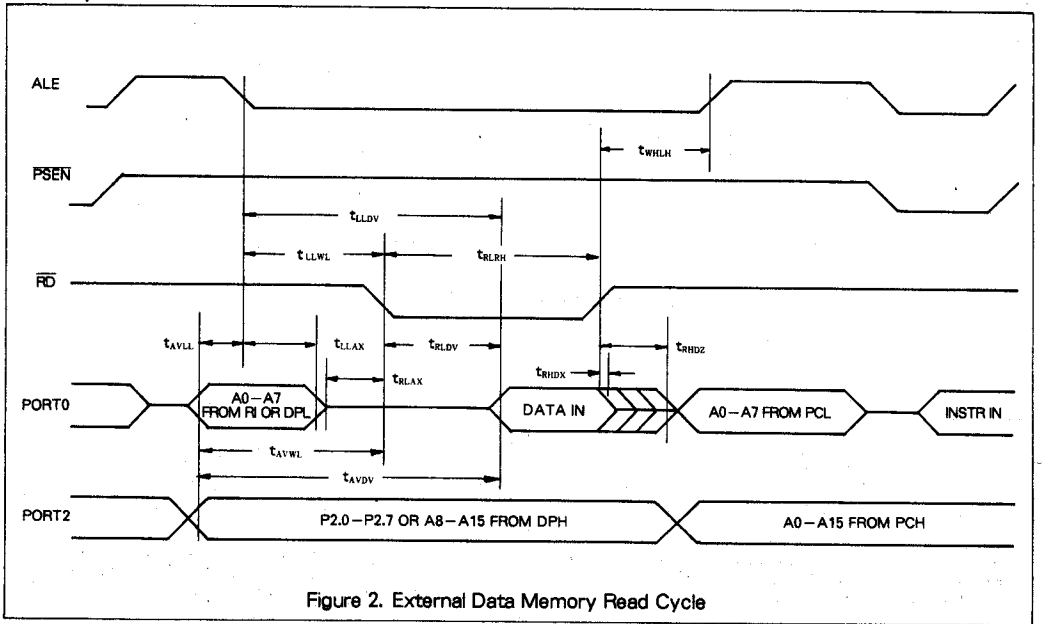 ALE
tWHLH
PSEN
tLLDV
tLLWL
tRLRH
RD
tAVLL
tLLAX
tRLDV
tRHDZ
tRLAX
tRHDX
PORT0
A0-A7
FROM RI OR DPL
DATA IN
A0-A7 FROM PCL
INSTR IN
tAVWL
tAVDV
PORT2
P2.0-P2.7 OR A8-A15 FROM DPH
A0-A15 FROM PCH
Figure 2. External Data Memory Read Cycle